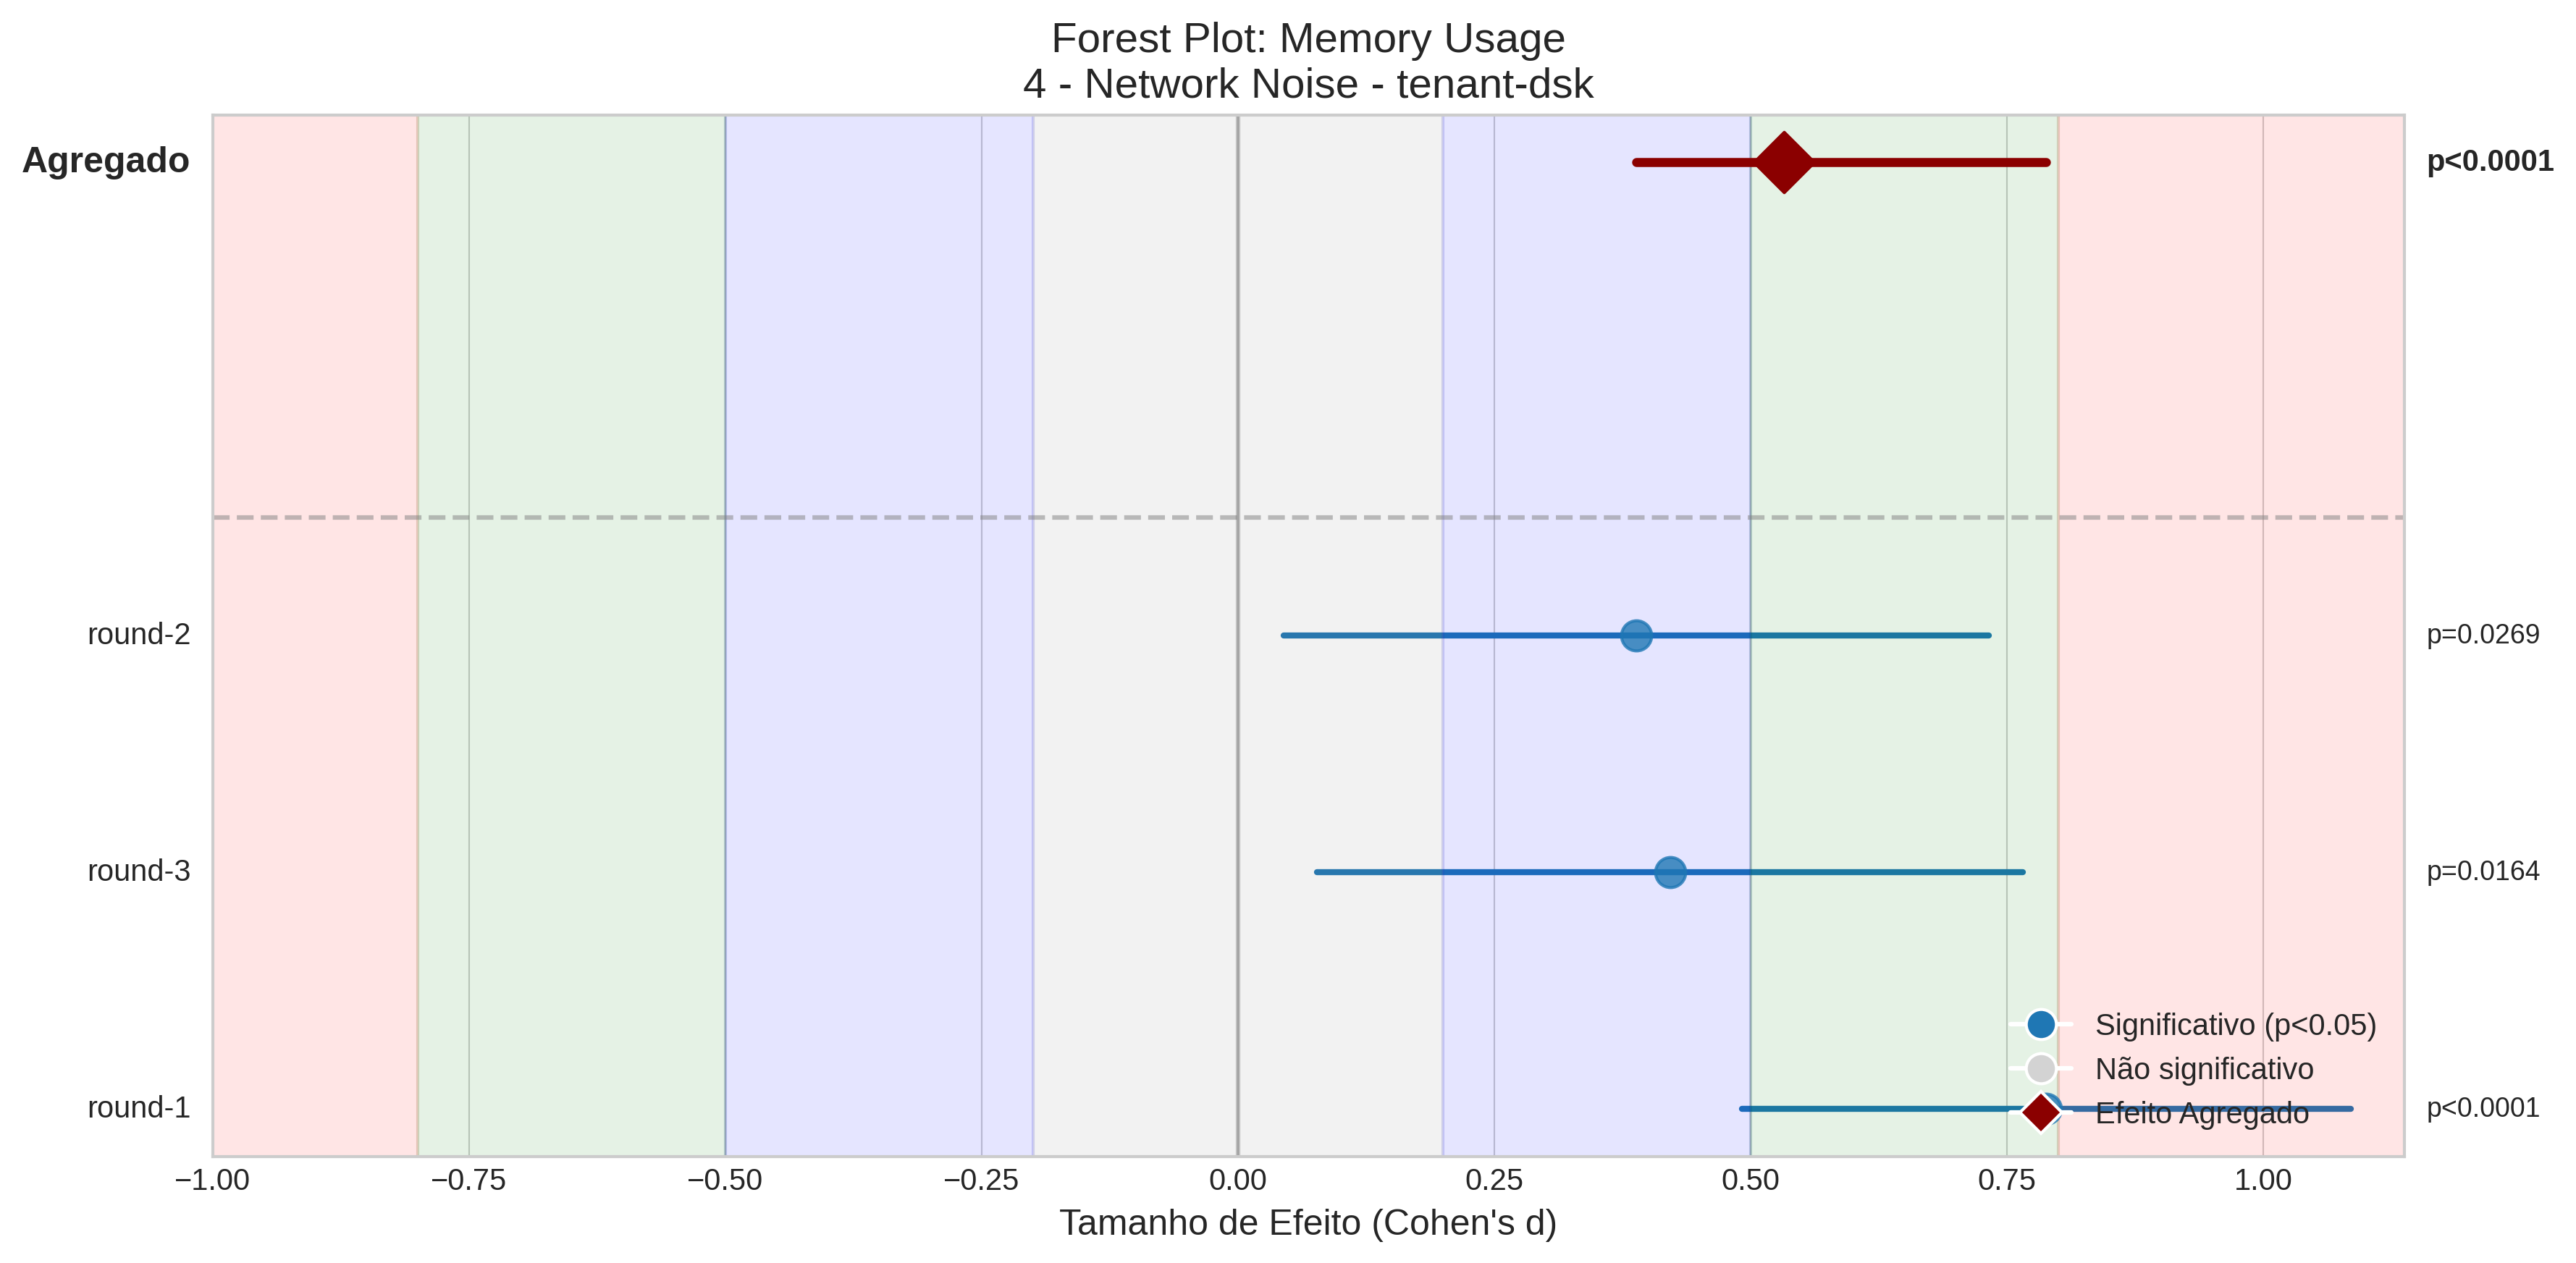 Forest Plot: Memory Usage
4 - Network Noise - tenant-dsk
Agregado
p<0.0001
round-2
p=0.0269
round-3
p=0.0164
Significativo (p<0.05)
Não significativo
Efeito Agregado
round-1
p<0.0001
−1.00 −0.75 −0.50 −0.25 0.00 0.25 0.50 0.75 1.00
Tamanho de Efeito (Cohen's d)